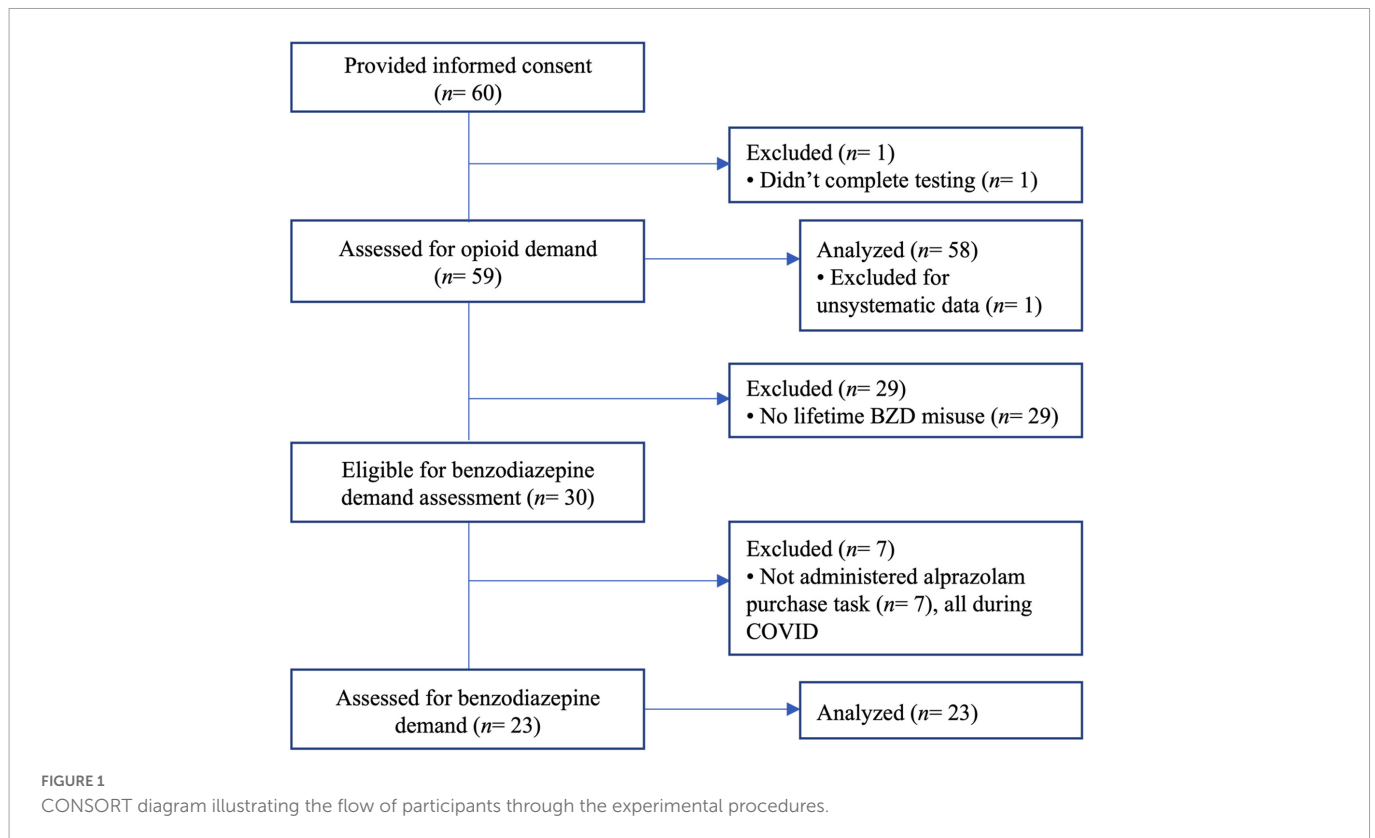 Provided informed consent
(n= 60)
Excluded (n= 1)
• Didn't complete testing (n= 1)
Assessed for opioid demand
(n= 59)
Analyzed (n= 58)
• Excluded for
unsystematic data (n= 1)
Excluded (n= 29)
• No lifetime BZD misuse (n= 29)
Eligible for benzodiazepine
demand assessment (n= 30)
Excluded (n= 7)
• Not administered alprazolam
purchase task (n= 7), all during
COVID
Assessed for benzodiazepine
demand (n= 23)
Analyzed (n= 23)
FIGURE 1
CONSORT diagram illustrating the flow of participants through the experimental procedures.